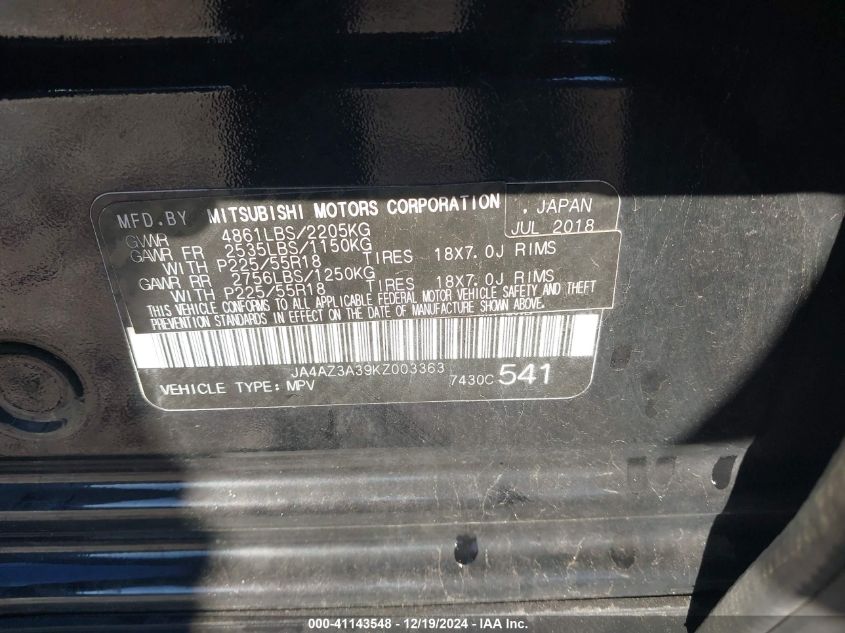 MFD.BY MITSUBISHI MOTORS CORPORATION , JAPAN
GVWR 4861LBS/2205KG JUL 2018
GAWR FR 2535LBS/1150KG
WITH P225/55R18 TIRES 18X7.0J RIMS
GAWR RR 2756LBS/1250KG
WITH P225/55R18 TIRES 18X7.0J RIMS
THIS VEHICLE CONFORMS TO ALL APPLICABLE FEDERAL MOTOR VEHICLE SAFETY AND THEFT
PREVENTION STANDARDS IN EFFECT ON THE DATE OF MANUFACTURE SHOWN ABOVE.
JA4AZ3A39KZ003363
VEHICLE TYPE: MPV 7430C 541
000-41143548 - 12/19/2024 - IAA, Inc.